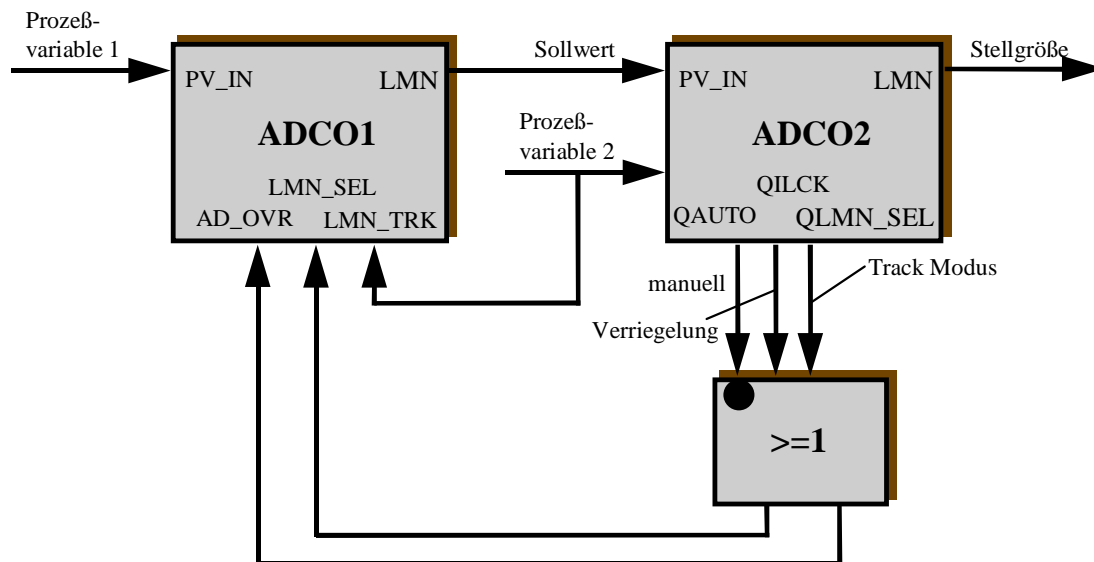 Prozeß-
variable 1
Sollwert
Stellgröße
PV_IN
LMN
PV_IN
LMN
ADCO1
Prozeß-
variable 2
ADCO2
LMN_SEL
QILCK
AD_OVR
LMN_TRK
QAUTO
QLMN_SEL
manuell
Track Modus
Verriegelung
>=1